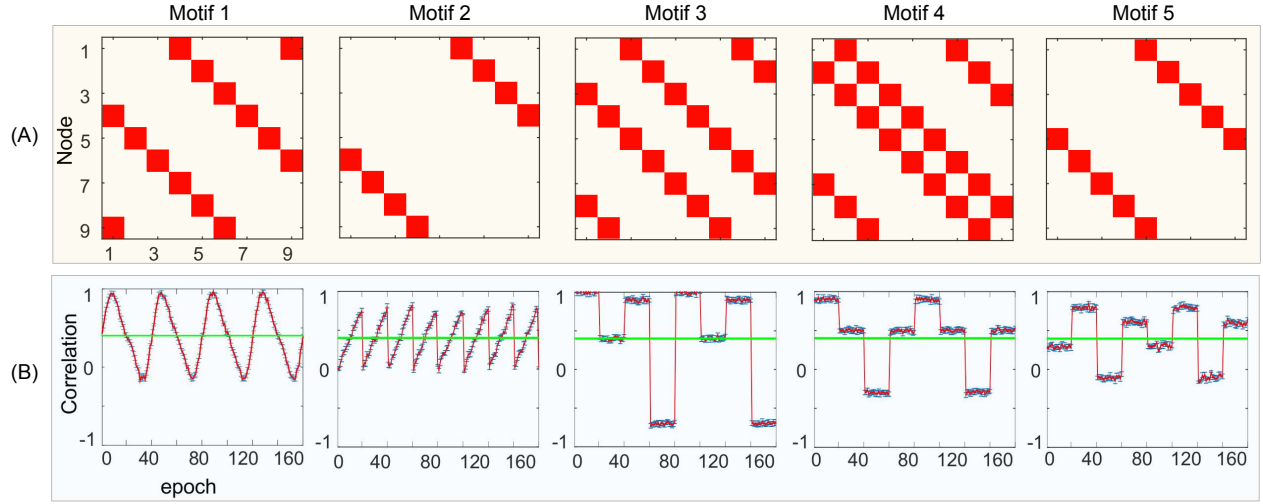 Motif 1 Motif 2 Motif 3 Motif 4 Motif 5
(A)
Node
1
3
5
7
9
1 3 5 7 9
(B)
Correlation
1 1 1 1 1
0 0 0 0 0
-1 -1 -1 -1 -1
0 40 80 120 160 0 40 80 120 160 0 40 80 120 160 0 40 80 120 160 0 40 80 120 160
epoch